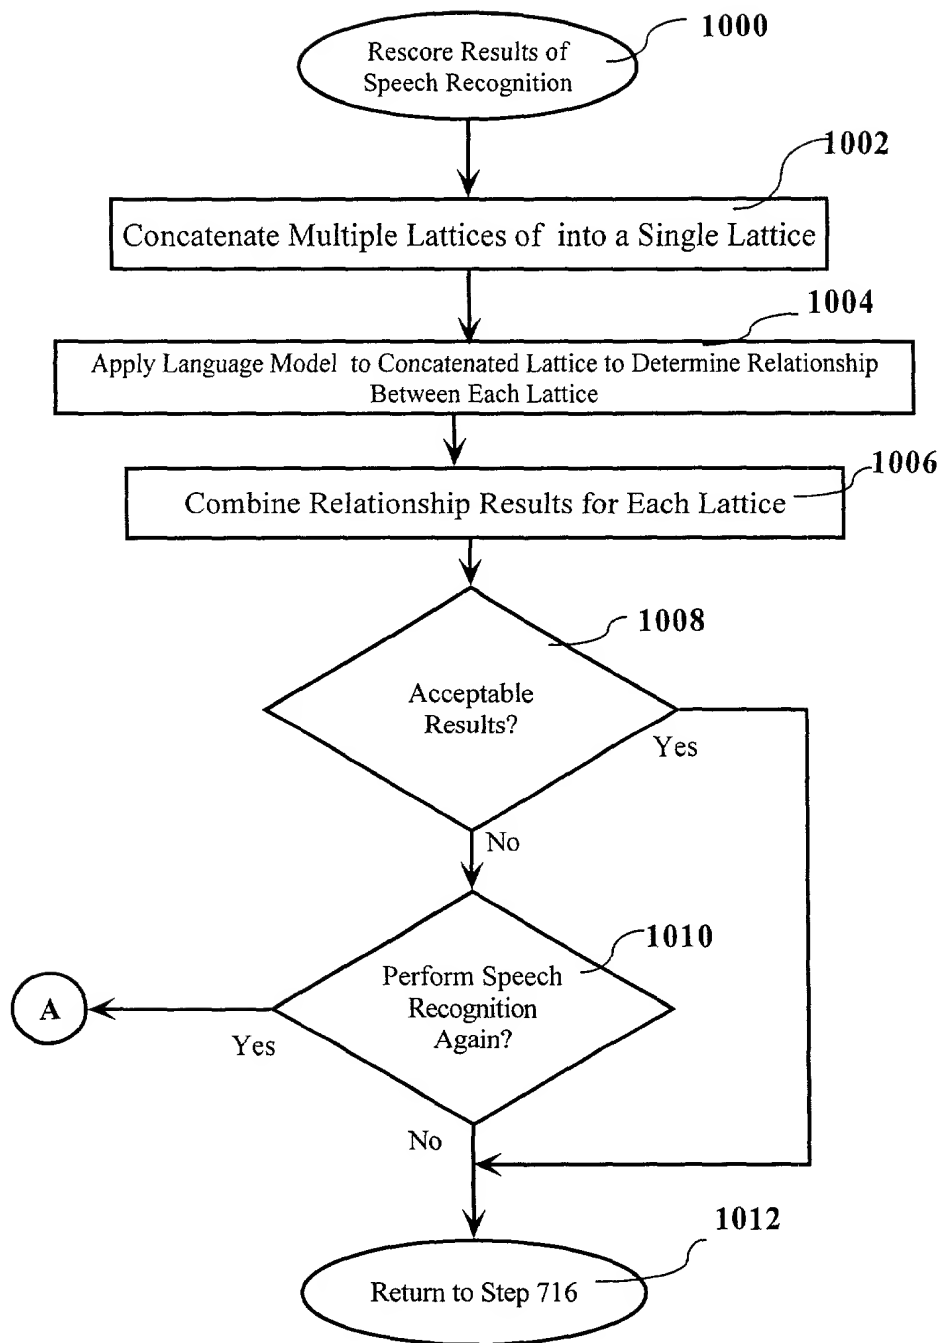 1000
Rescore Results of
Speech Recognition
1002
Concatenate Multiple Lattices of into a Single Lattice
1004
Apply Language Model to Concatenated Lattice to Determine Relationship
Between Each Lattice
1006
Combine Relationship Results for Each Lattice
1008
Acceptable
Results?
Yes
No
1010
Perform Speech
Recognition
Again?
A
Yes
No
1012
Return to Step 716